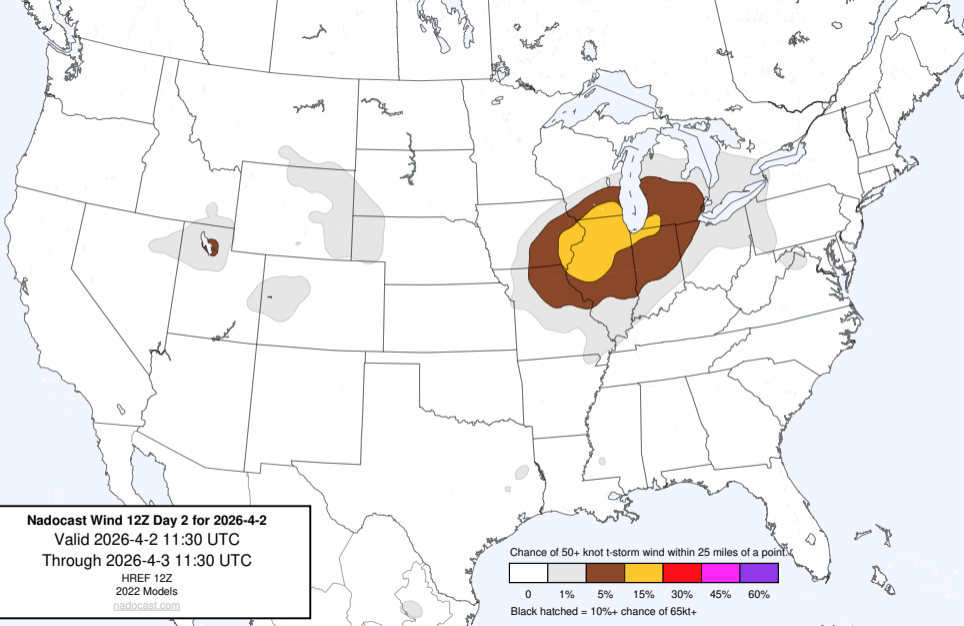 Nadocast Wind 12Z Day 2 for 2026-4-2
Valid 2026-4-2 11:30 UTC
Through 2026-4-3 11:30 UTC
HREF 12Z
2022 Models
nadocast.com
Chance of 50+ knot t-storm wind within 25 miles of a point.
0 1% 5% 15% 30% 45% 60%
Black hatched = 10%+ chance of 65kt+